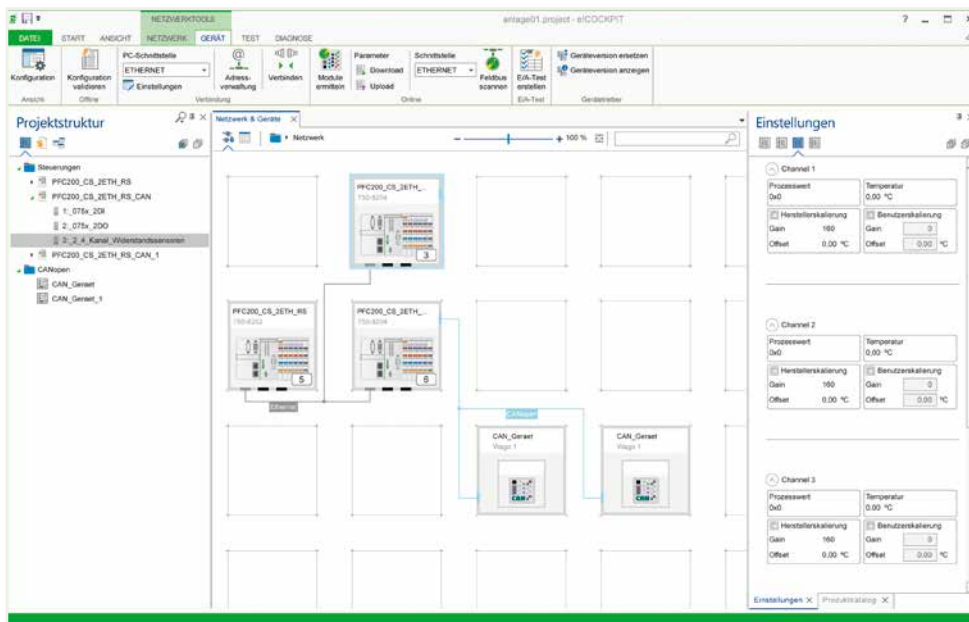 NETZWERKTOOLS
anlage01.project - e!COCKPIT
?
DATEI START ANSICHT NETZWERK GERÄT TEST DIAGNOSE
Konfiguration
Ansicht
Konfiguration
validieren
Offline
PC-Schnittstelle
ETHERNET
Einstellungen
Adress-
verwaltung
Verbinden
Verbindung
Module
ermitteln
Parameter
Download
Upload
Schnittstelle
ETHERNET
Feldbus
scannen
Online
E/A-Test
erstellen
E/A-Test
Geräteversion ersetzen
Geräteversion anzeigen
Gerätetreiber
Projektstruktur
Steuerungen
PFC200_CS_2ETH_RS
PFC200_CS_2ETH_RS_CAN
1:_075x_2DI
2:_075x_2DO
3:_2_4_Kanal_Widerstandssensoren
PFC200_CS_2ETH_RS_CAN_1
CANopen
CAN_Geraet
CAN_Geraet_1
Netzwerk & Geräte
Netzwerk
100 %
PFC200_CS_2ETH_...
750-8204
3
PFC200_CS_2ETH_RS
750-8202
5
PFC200_CS_2ETH_...
750-8204
6
Ethernet
CANopen
CAN_Geraet
Wago 1
CAN
CAN_Geraet
Wago 1
CAN
Einstellungen
Channel 1
Prozesswert Temperatur
0x0 0,00 °C
Herstellerskalierung Benutzerskalierung
Gain 160 Gain 0
Offset 0,00 °C Offset 0,00 °C
Channel 2
Prozesswert Temperatur
0x0 0,00 °C
Herstellerskalierung Benutzerskalierung
Gain 160 Gain 0
Offset 0,00 °C Offset 0,00 °C
Channel 3
Prozesswert Temperatur
0x0 0,00 °C
Herstellerskalierung Benutzerskalierung
Gain 160 Gain 0
Offset 0,00 °C Offset 0,00 °C
Einstellungen Produktkatalog